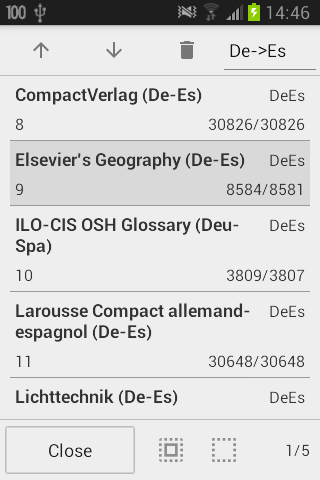 100 14:46
De->Es
CompactVerlag (De-Es) DeEs
8 30826/30826
Elsevier's Geography (De-Es) DeEs
9 8584/8581
ILO-CIS OSH Glossary (Deu- DeEs
Spa)
10 3809/3807
Larousse Compact allemand- DeEs
espagnol (De-Es)
11 30648/30648
Lichttechnik (De-Es) DeEs
Close 1/5